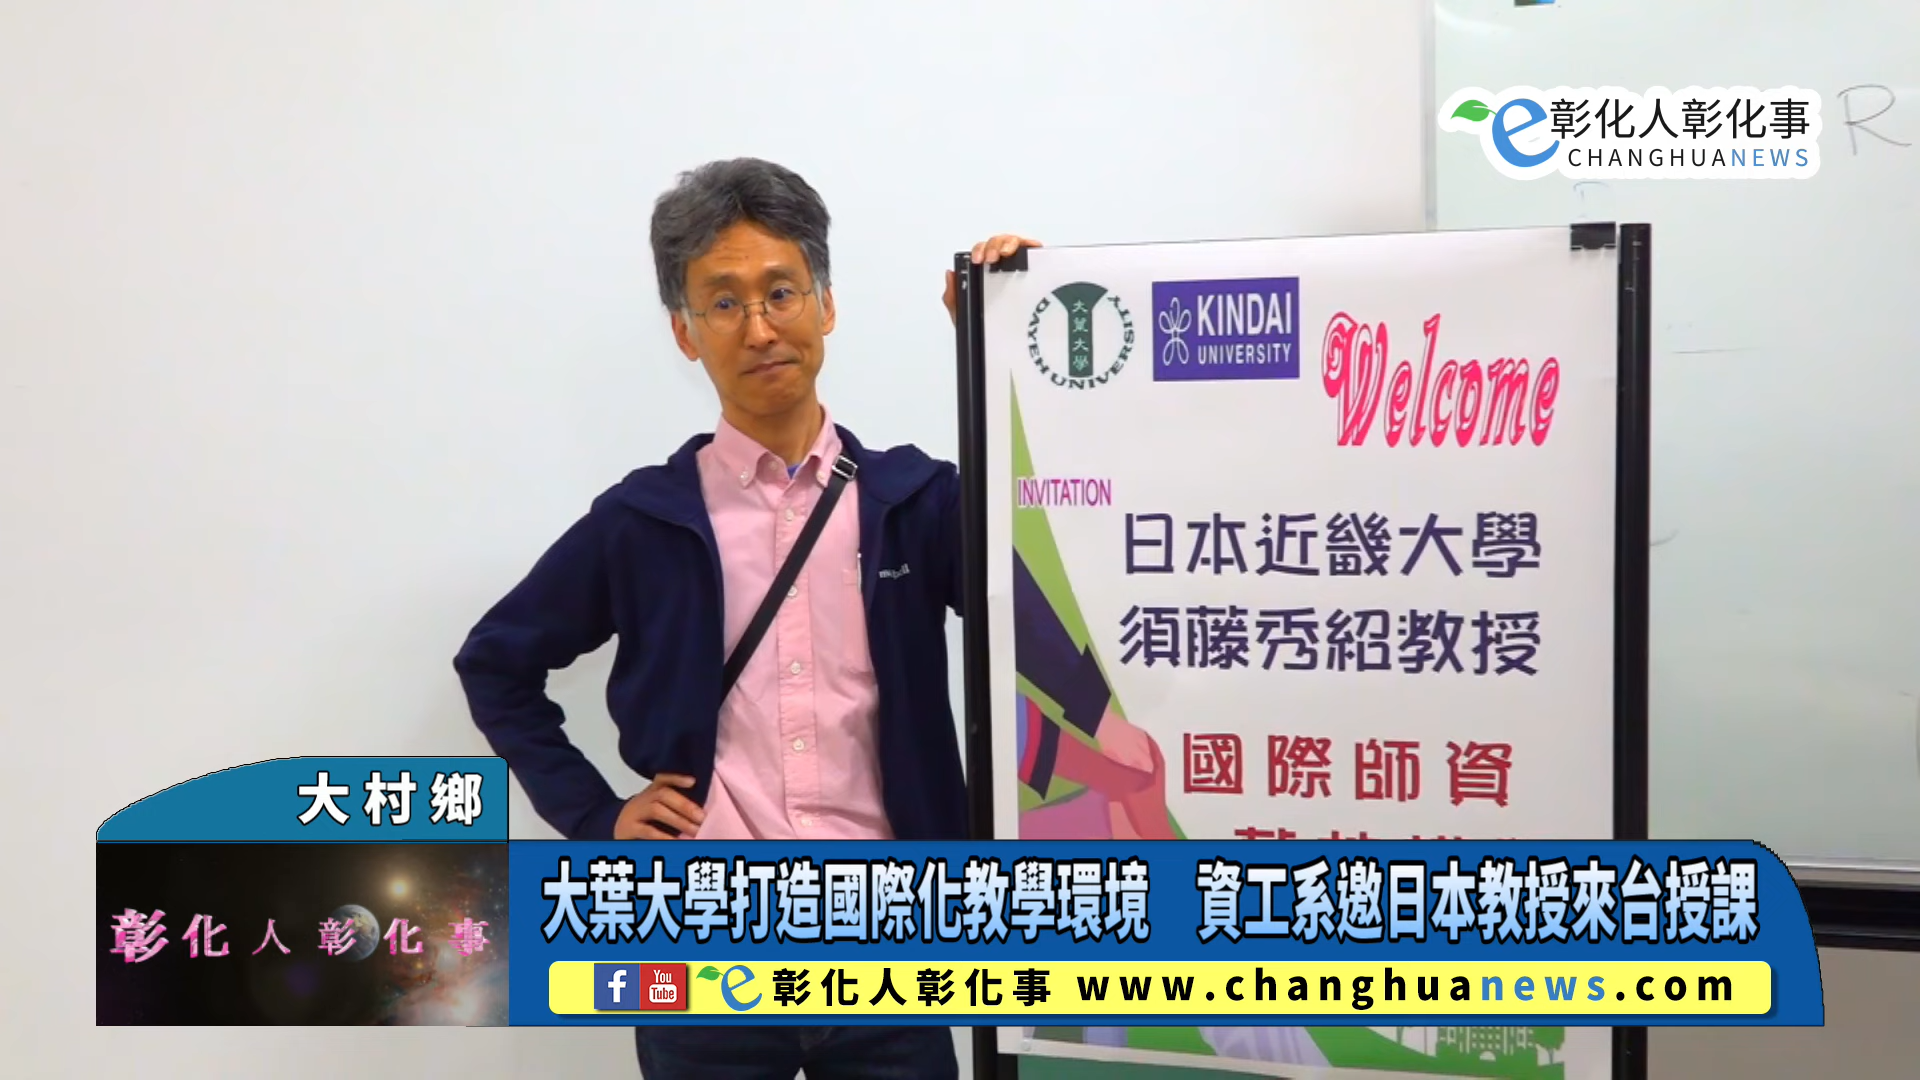 彰化人彰化事
CHANGHUANEWS
R
大葉大學
DAYEH UNIVERSITY
KINDAI
UNIVERSITY
Welcome
INVITATION
日本近畿大學
須藤秀紹教授
國際師資
大村鄉
彰化人彰化事
大葉大學打造國際化教學環境 資工系邀日本教授來台授課
f You Tube e 彰化人彰化事 www.changhuanews.com